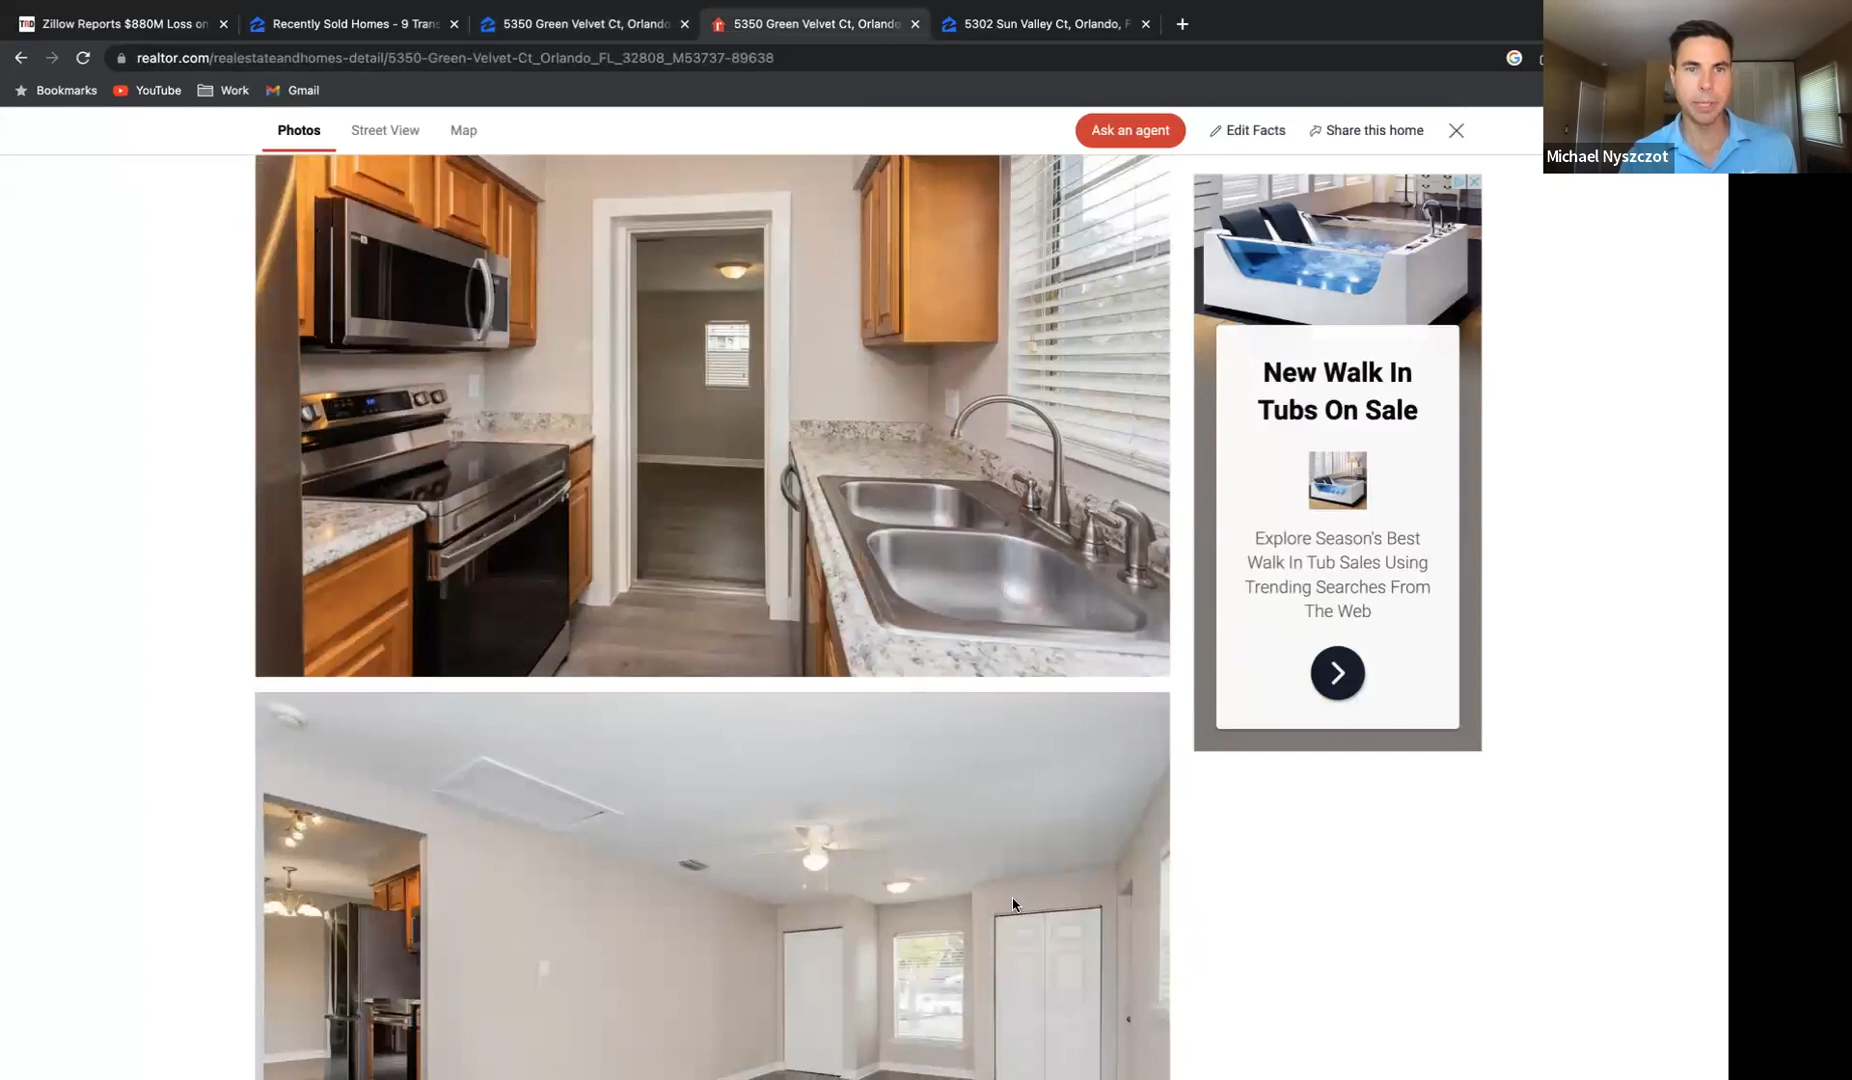 Zillow Reports $880M Loss on
Recently Sold Homes - 9 Trans
5350 Green Velvet Ct, Orlando
5350 Green Velvet Ct, Orlando
5302 Sun Valley Ct, Orlando, F
realtor.com/realestateandhomes-detail/5350-Green-Velvet-Ct_Orlando_FL_32808_M53737-89638
Bookmarks
YouTube
Work
Gmail
Michael Nyszczot
Photos
Street View
Map
Ask an agent
Edit Facts
Share this home
New Walk In
Tubs On Sale
Explore Season's Best
Walk In Tub Sales Using
Trending Searches From
The Web